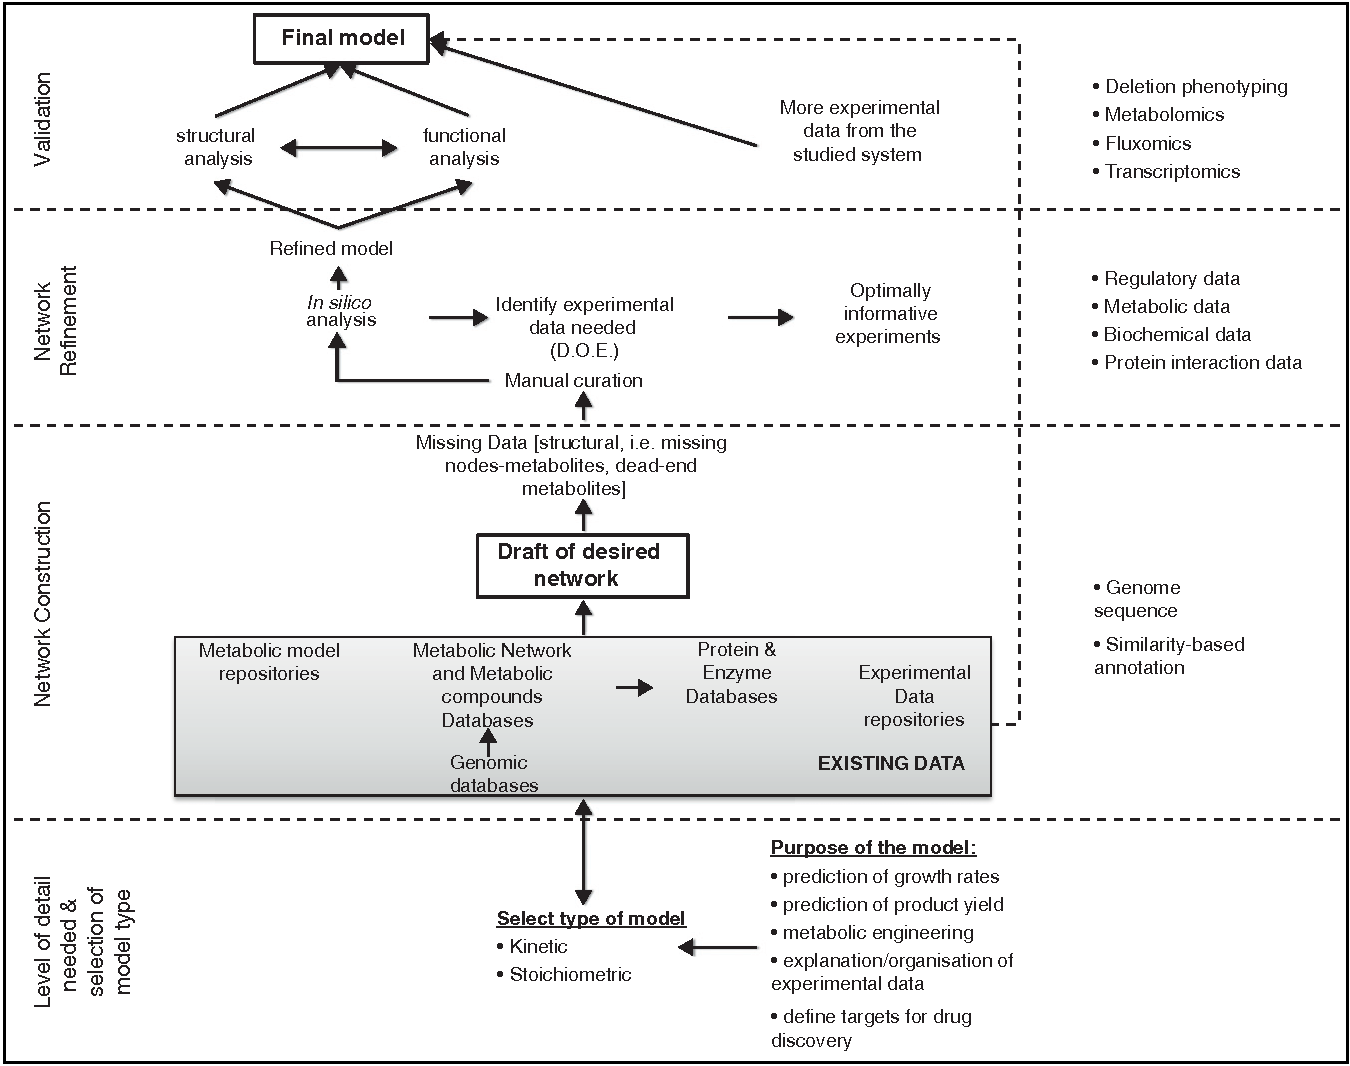 Validation
Final model
structural
analysis
functional
analysis
More experimental
data from the
studied system
• Deletion phenotyping
• Metabolomics
• Fluxomics
• Transcriptomics
Network
Refinement
Refined model
In silico
analysis
Identify experimental
data needed
(D.O.E.)
Manual curation
Optimally
informative
experiments
• Regulatory data
• Metabolic data
• Biochemical data
• Protein interaction data
Network Construction
Missing Data [structural, i.e. missing
nodes-metabolites, dead-end
metabolites]
Draft of desired
network
Metabolic model
repositories
Metabolic Network
and Metabolic
compounds
Databases
Genomic
databases
Protein &
Enzyme
Databases
Experimental
Data
repositories
EXISTING DATA
• Genome
sequence
• Similarity-based
annotation
Level of detail
needed &
selection of
model type
Select type of model
• Kinetic
• Stoichiometric
Purpose of the model:
• prediction of growth rates
• prediction of product yield
• metabolic engineering
• explanation/organisation of
experimental data
• define targets for drug
discovery